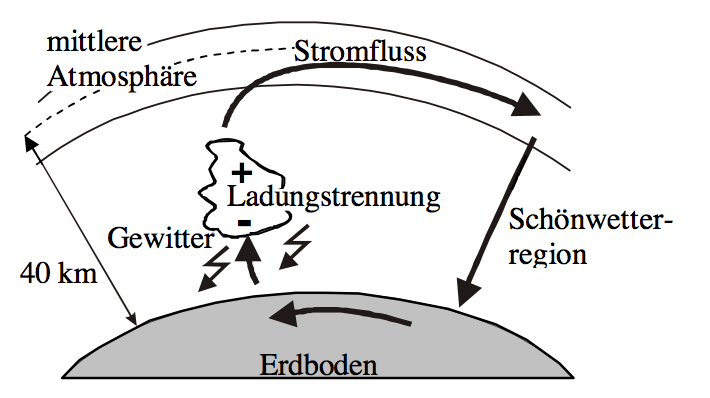 mittlere
Atmosphäre
Stromfluss
+
Ladungstrennung
-
Gewitter
Schönwetter-
region
40 km
Erdboden